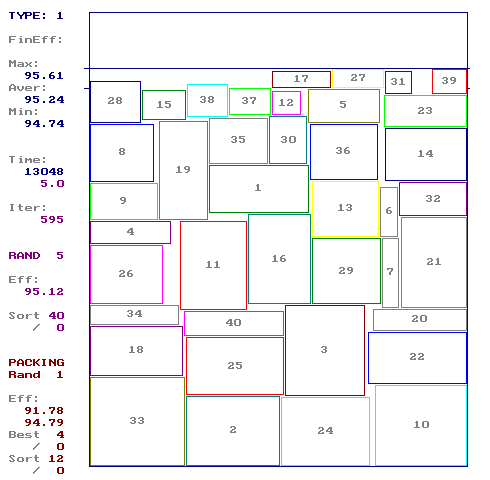 TYPE: 1
FinEff:
Max:
95.61
Aver:
95.24
Min:
94.74
Time:
13048
5.0
Iter:
595
RAND 5
Eff:
95.12
Sort 40
/ 0
PACKING
Rand 1
Eff:
91.78
94.79
Best 4
/ 0
Sort 12
/ 0
17 27 31 39
28 15 38 37 12 5 23
8 19 35 30 36 14
9 1 13 6 32
4 26 11 16 29 7 21
34 40 3 20
18 25 22
33 2 24 10